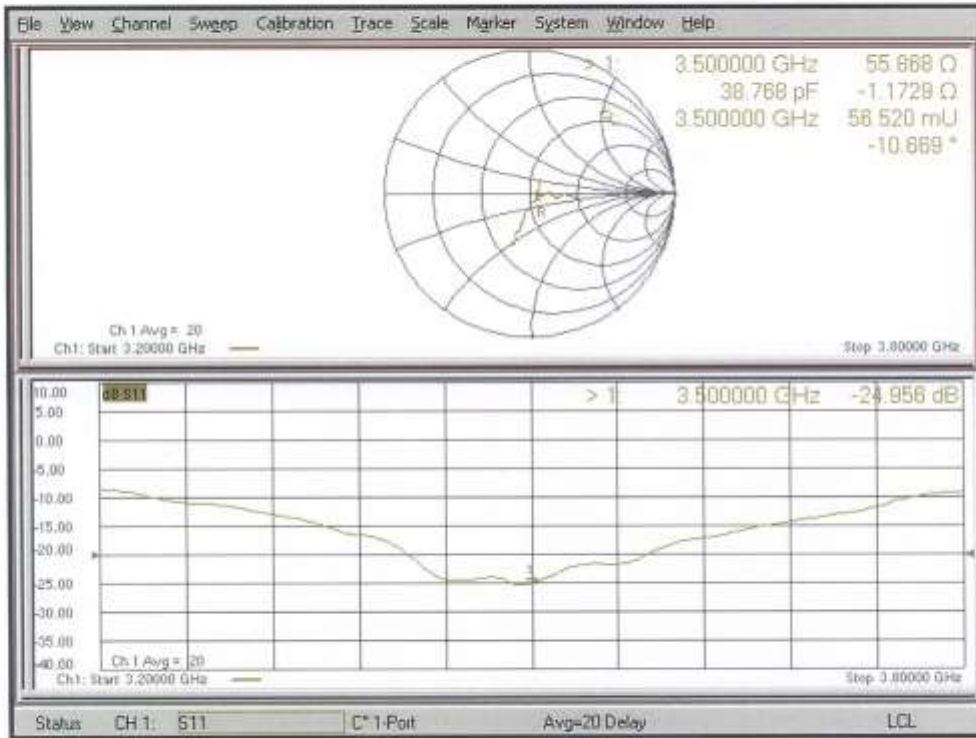 File View Channel Sweep Calibration Trace Scale Marker System Window Help
> 1: 3.500000 GHz 55.868 Ω
38.768 pF -1.1729 Ω
3.500000 GHz 56.520 mU
-10.669 °
Ch 1 Avg = 20
Ch1: Start 3.20000 GHz Stop 3.80000 GHz
10.00 dB S11 > 1: 3.500000 GHz -24.956 dB
5.00
0.00
-5.00
-10.00
-15.00
-20.00
-25.00
-30.00
-35.00
-40.00
Ch 1 Avg = 20
Ch1: Start 3.20000 GHz Stop 3.80000 GHz
Status CH 1: S11 C* 1-Port Avg=20 Delay LCL